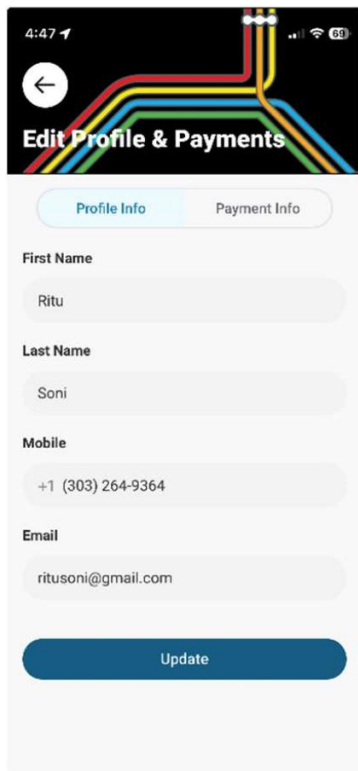 4:47
69
Edit Profile & Payments
Profile Info Payment Info
First Name
Ritu
Last Name
Soni
Mobile
+1 (303) 264-9364
Email
ritusoni@gmail.com
Update